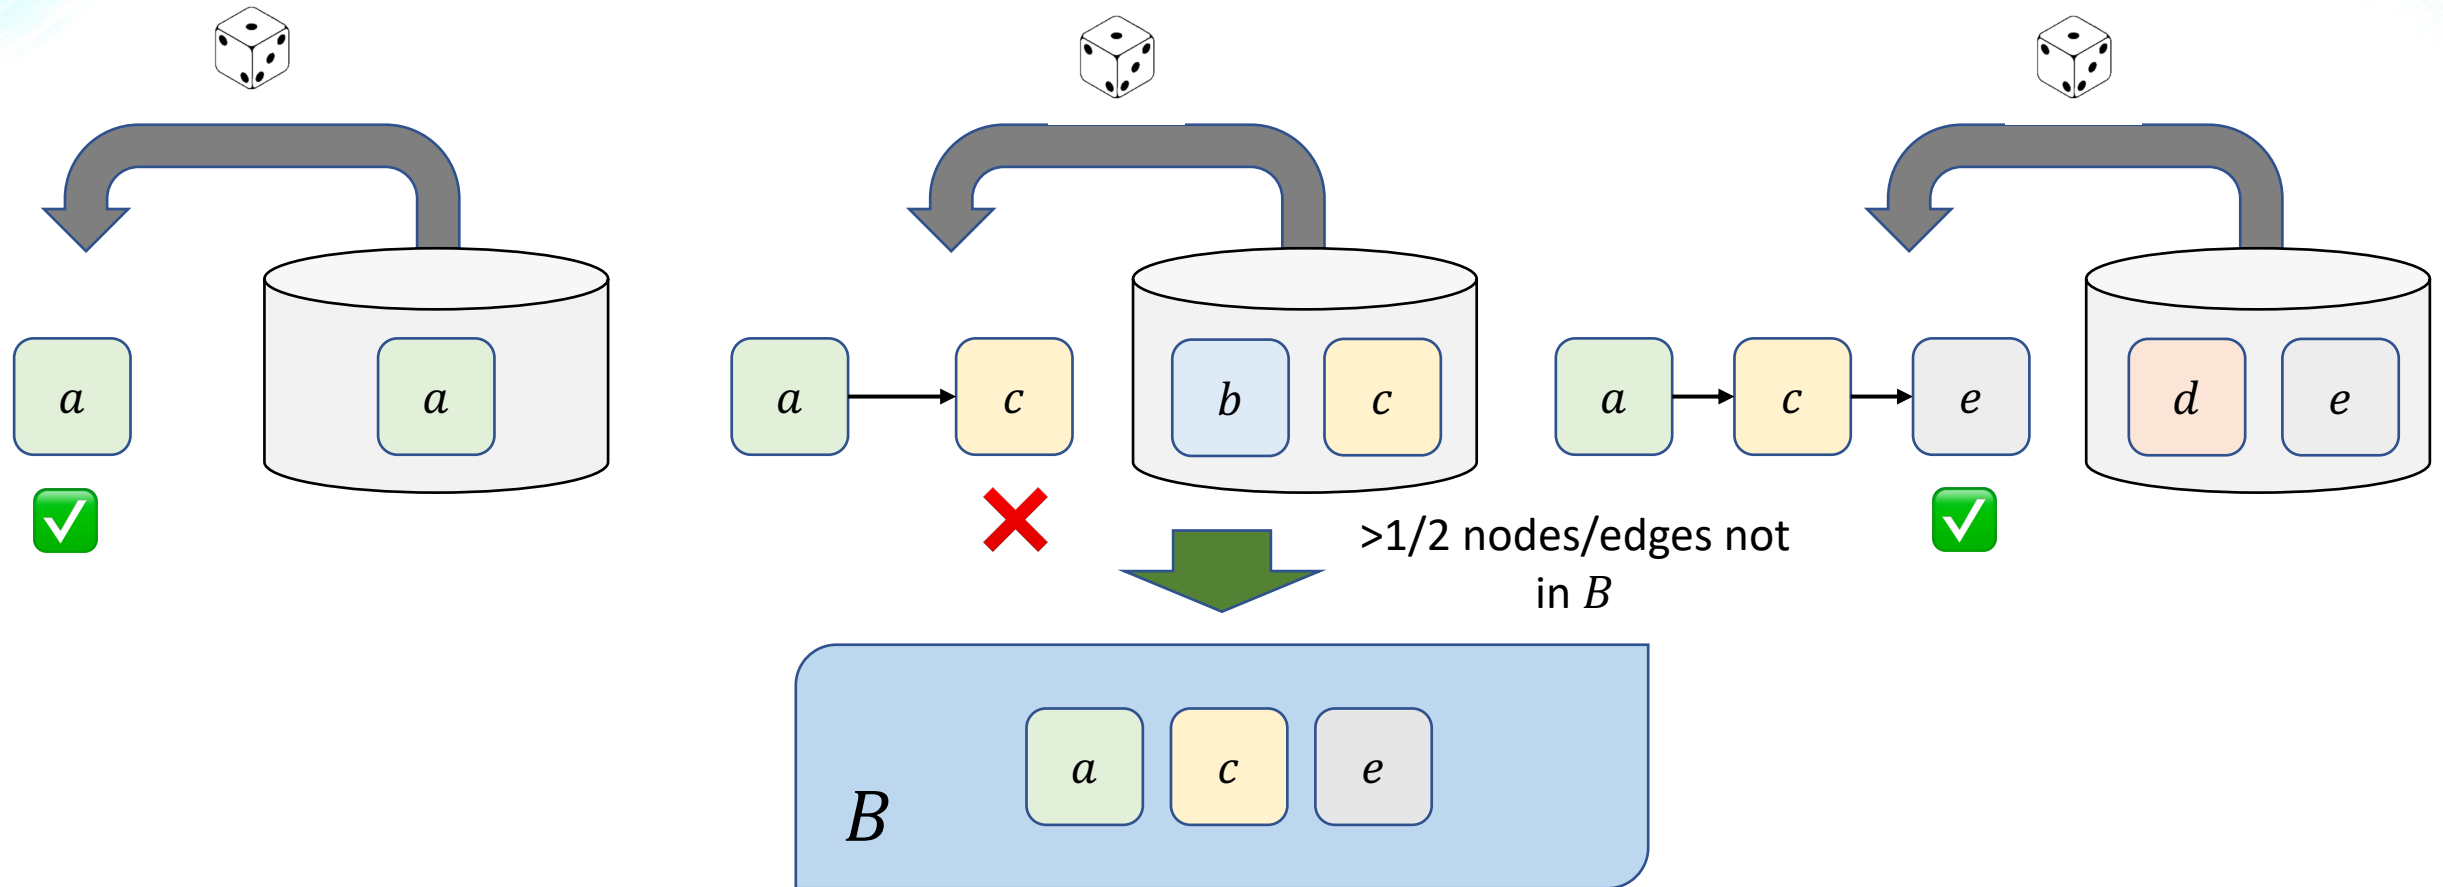 a
a
a c
b c
a c e
d e
>1/2 nodes/edges not
in B
a c e
B